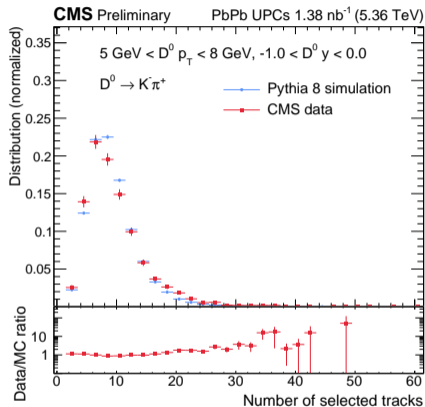 CMS Preliminary PbPb UPCs 1.38 nb⁻¹ (5.36 TeV)
0.35
5 GeV < D⁰ p_T < 8 GeV, -1.0 < D⁰ y < 0.0
0.3
D⁰ → K⁻π⁺
Pythia 8 simulation
0.25
CMS data
0.2
0.15
0.1
0.05
Distribution (normalized)
10
1
Data/MC ratio
0 10 20 30 40 50 60
Number of selected tracks